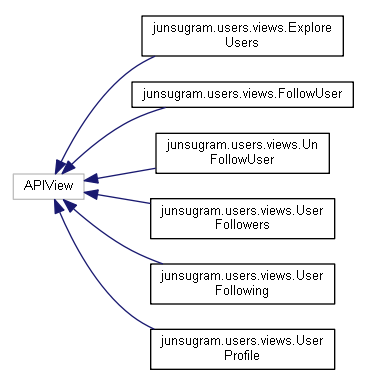 junsugram.users.views.Explore
Users
junsugram.users.views.FollowUser
junsugram.users.views.Un
FollowUser
APIView
junsugram.users.views.User
Followers
junsugram.users.views.User
Following
junsugram.users.views.User
Profile